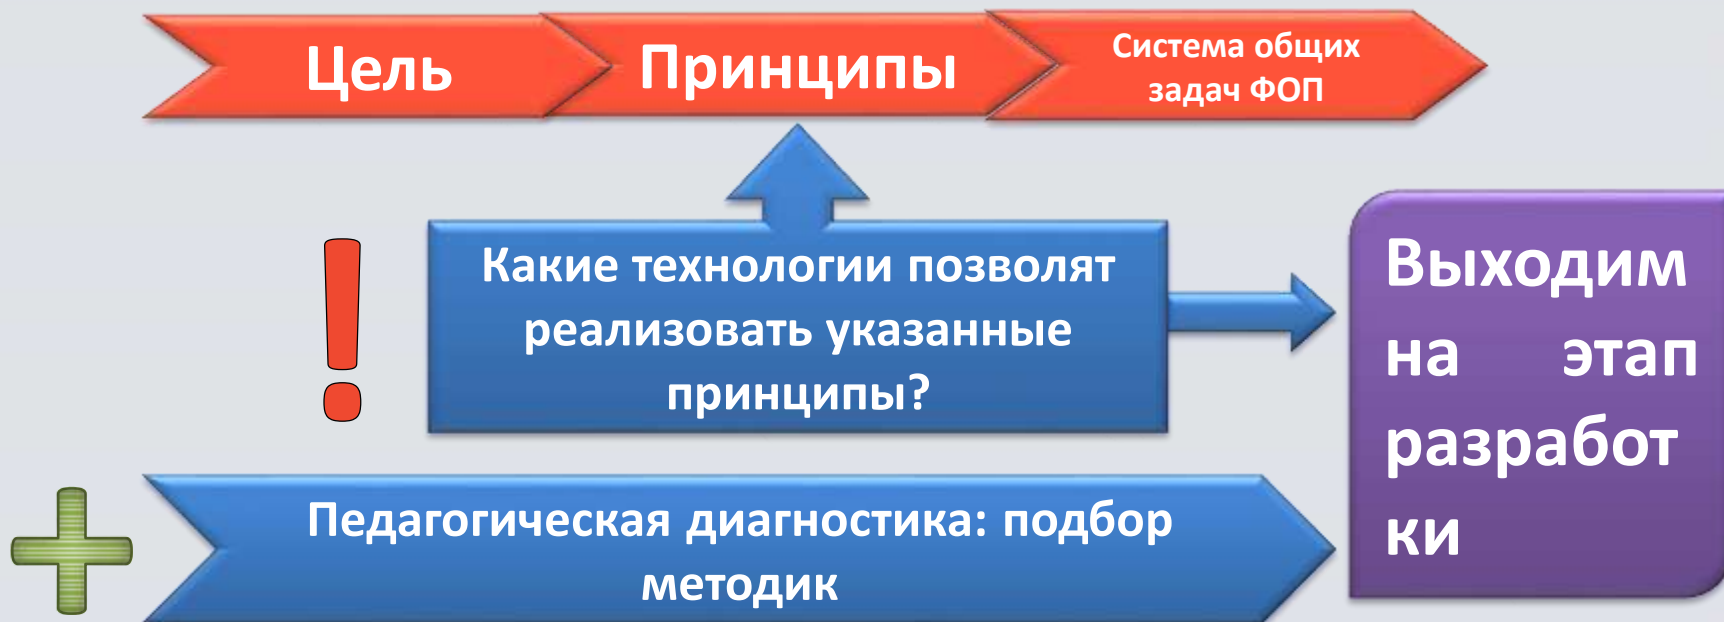 Цель
Принципы
Система общих
задач ФОП
!
Какие технологии позволят
реализовать указанные
принципы?
Выходим
на этап
разработ
ки
Педагогическая диагностика: подбор
методик